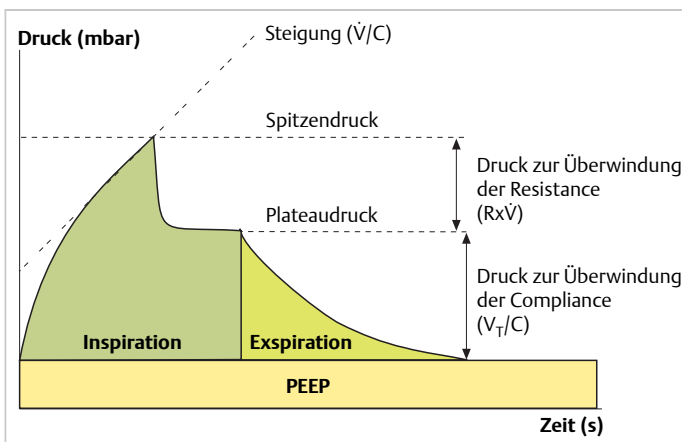 Druck (mbar)
Steigung (V̇/C)
Spitzendruck
Druck zur Überwindung
der Resistance
(RxV̇)
Plateaudruck
Druck zur Überwindung
der Compliance
(V_T/C)
Inspiration
Exspiration
PEEP
Zeit (s)